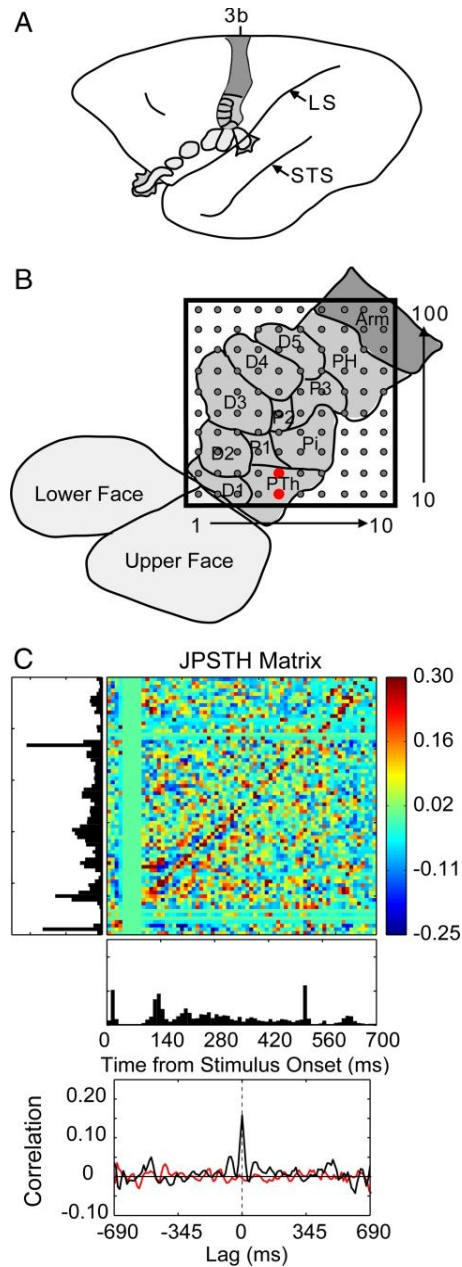 A
3b
LS
STS
B
Arm
100
D5
D4
PH
P3
D3
P2
P1
Pi
D2
PTh
D1
10
Lower Face
1
10
Upper Face
C
JPSTH Matrix
0.30
0.16
0.02
-0.11
-0.25
0 140 280 420 560 700
Time from Stimulus Onset (ms)
0.20
0.10
0
-0.10
Correlation
-690 -345 0 345 690
Lag (ms)